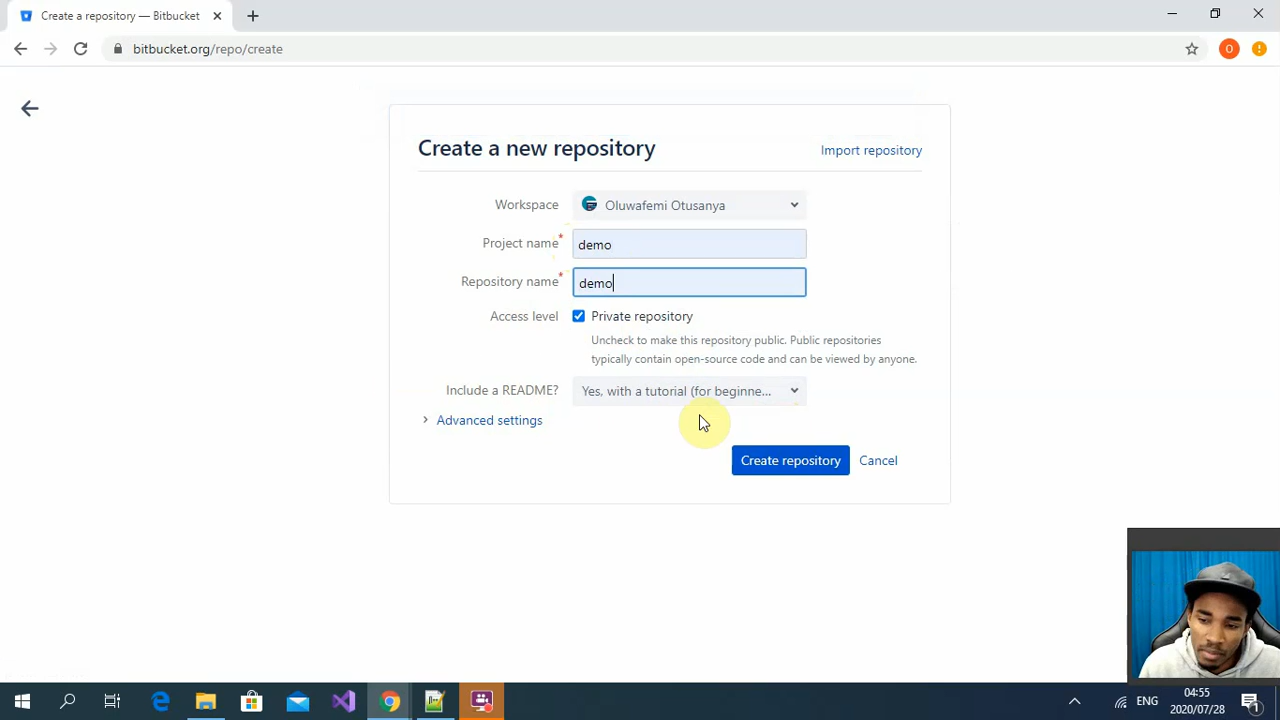 Create a repository — Bitbucket
bitbucket.org/repo/create
O
Create a new repository
Import repository
Workspace
Oluwafemi Otusanya
Project name*
demo
Repository name*
demo
Access level
Private repository
Uncheck to make this repository public. Public repositories
typically contain open-source code and can be viewed by anyone.
Include a README?
Yes, with a tutorial (for beginne...
Advanced settings
Create repository
Cancel
ENG
04:55
2020/07/28
1